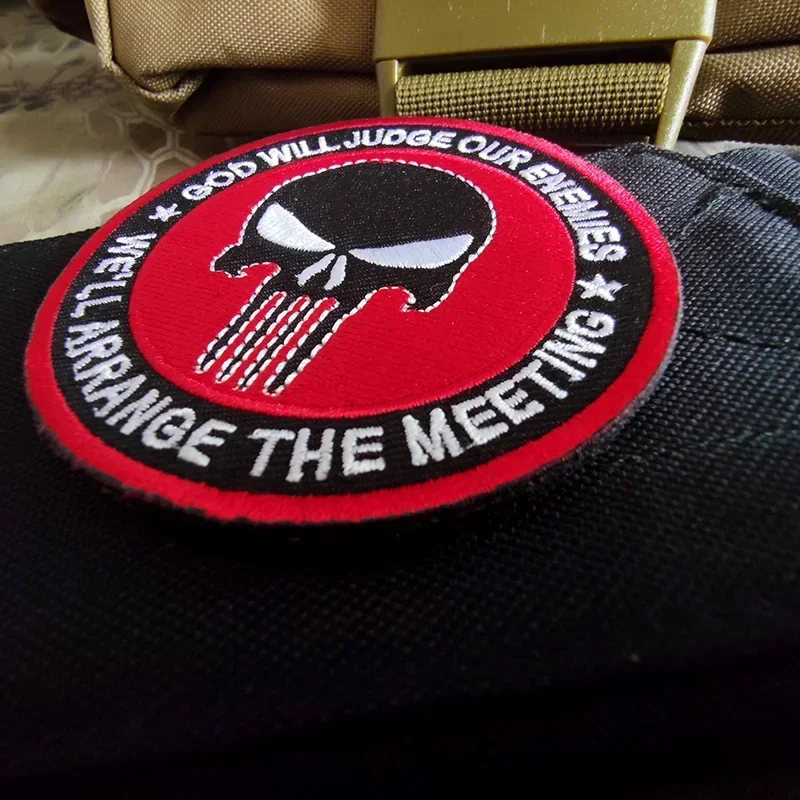 GOD WILL JUDGE OUR ENEMIES
WE'LL ARRANGE THE MEETING